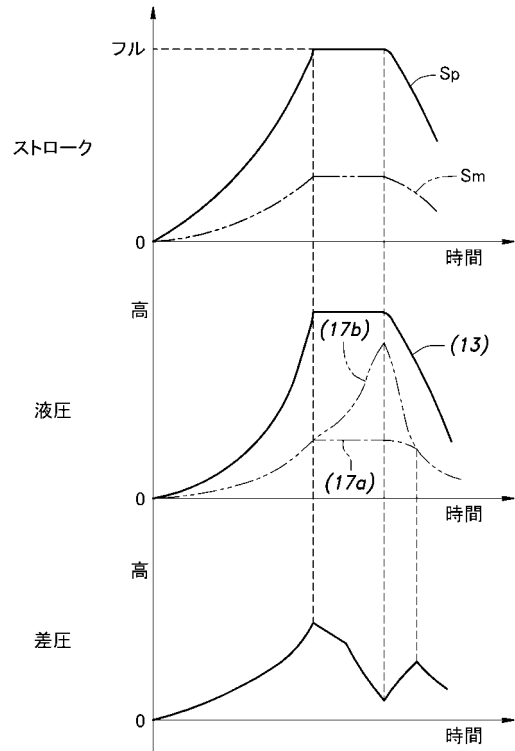 フル
Sp
ストローク
Sm
0
時間
高
(17b)
(13)
液圧
(17a)
0
時間
高
差圧
0
時間